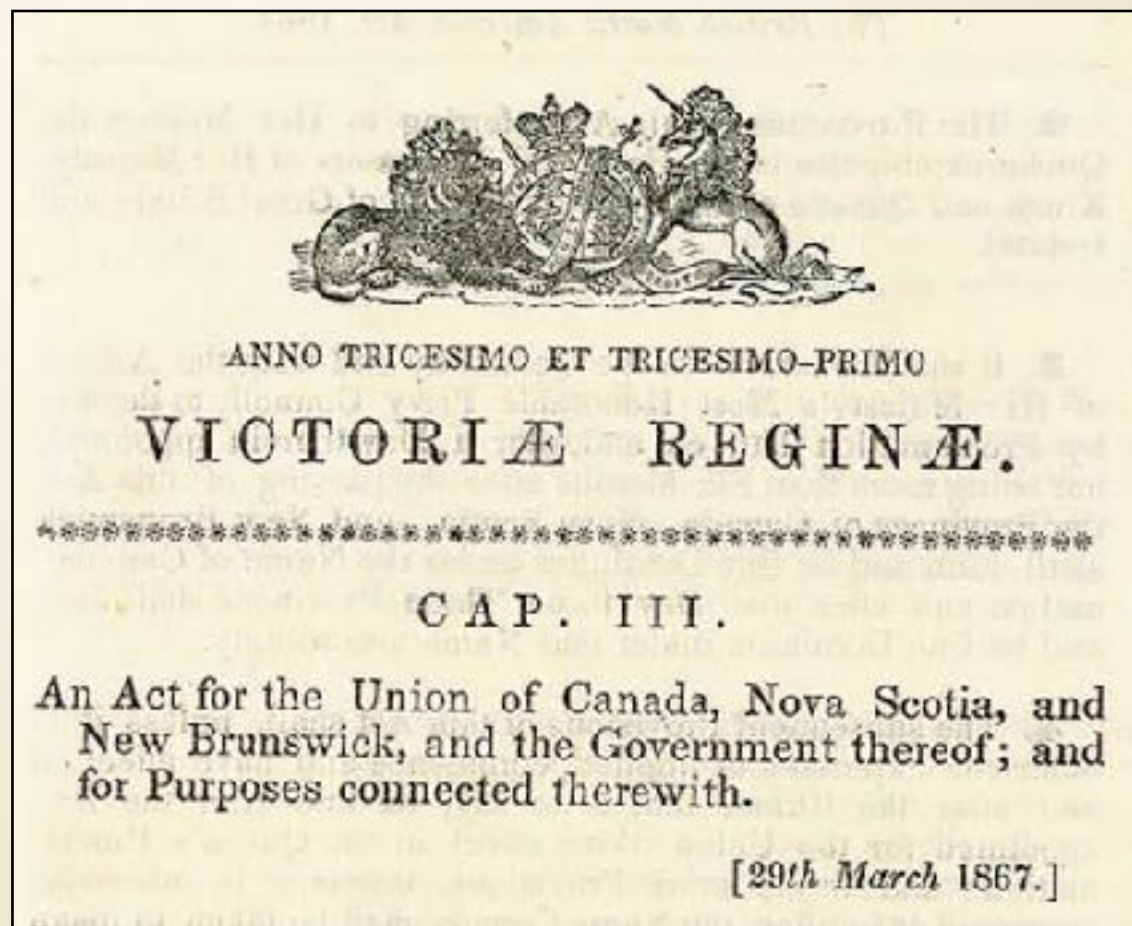 ANNO TRICESIMO ET TRICESIMO-PRIMO
VICTORIÆ REGINÆ.
CAP. III.
An Act for the Union of Canada, Nova Scotia, and
New Brunswick, and the Government thereof; and
for Purposes connected therewith.
[29th March 1867.]